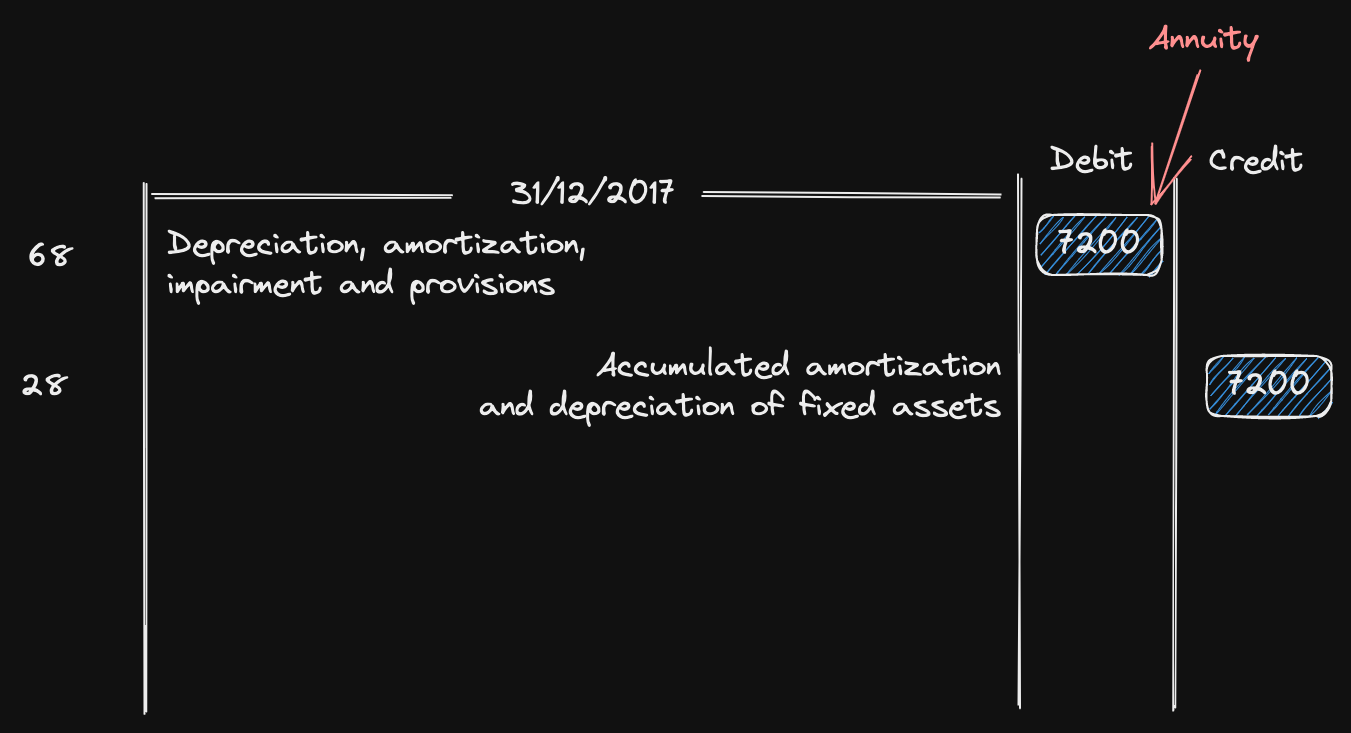 Annuity
Debit
Credit
31/12/2017
68
Depreciation, amortization,
impairment and provisions
7200
28
Accumulated amortization
and depreciation of fixed assets
7200